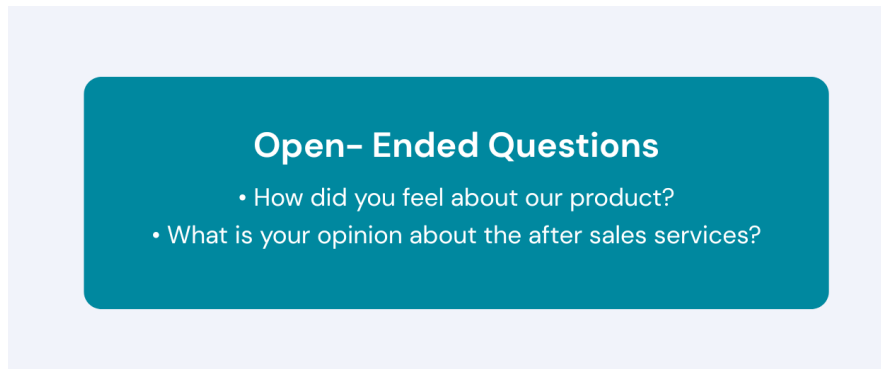 Open- Ended Questions
• How did you feel about our product?
• What is your opinion about the after sales services?